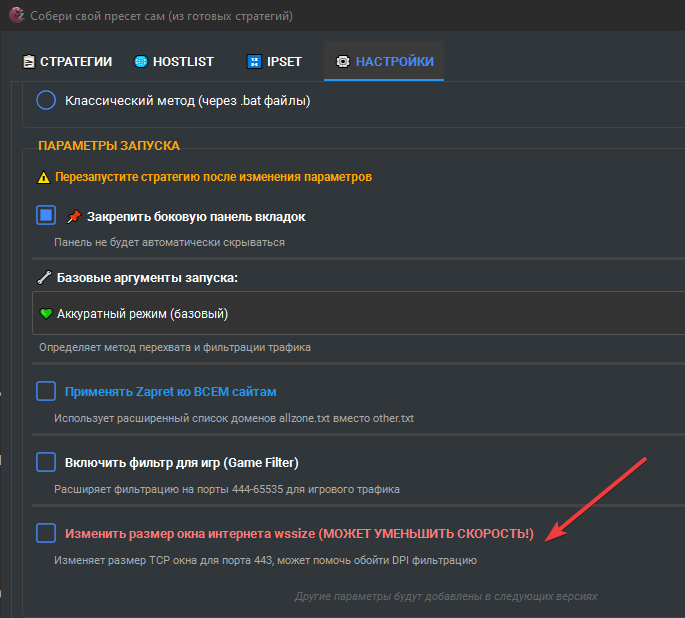 Собери свой пресет сам (из готовых стратегий)
СТРАТЕГИИ HOSTLIST IPSET НАСТРОЙКИ
Классический метод (через .bat файлы)
ПАРАМЕТРЫ ЗАПУСКА
Перезапустите стратегию после изменения параметров
Закрепить боковую панель вкладок
Панель не будет автоматически скрываться
Базовые аргументы запуска:
Аккуратный режим (базовый)
Определяет метод перехвата и фильтрации трафика
Применять Zapret ко ВСЕМ сайтам
Использует расширенный список доменов allzone.txt вместо other.txt
Включить фильтр для игр (Game Filter)
Расширяет фильтрацию на порты 444-65535 для игрового трафика
Изменить размер окна интернета wssize (МОЖЕТ УМЕНЬШИТЬ СКОРОСТЬ!)
Изменяет размер TCP окна для порта 443, может помочь обойти DPI фильтрацию
Другие параметры будут добавлены в следующих версиях